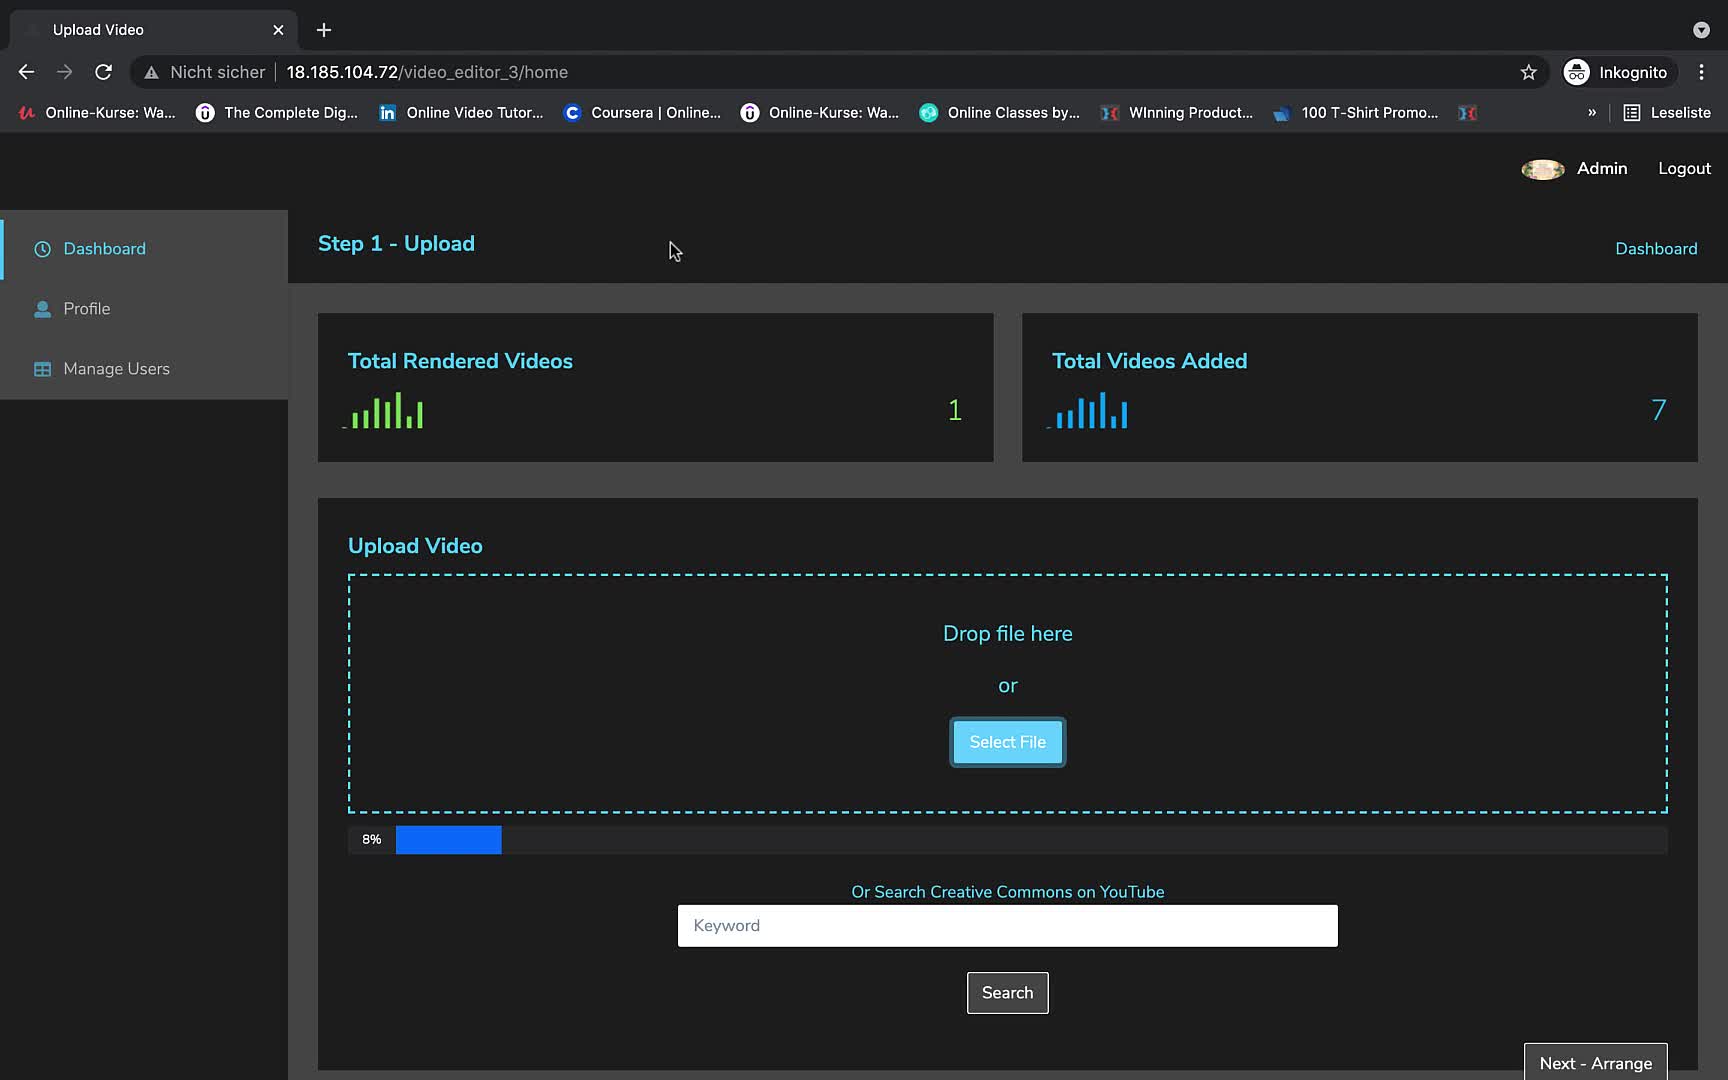 Upload Video
Nicht sicher 18.185.104.72/video_editor_3/home Inkognito
Online-Kurse: Wa... The Complete Dig... Online Video Tutor... Coursera | Online... Online-Kurse: Wa... Online Classes by... WInning Product... 100 T-Shirt Promo... » Leseliste
Admin Logout
Dashboard
Profile
Manage Users
Step 1 - Upload Dashboard
Total Rendered Videos
1
Total Videos Added
7
Upload Video
Drop file here
or
Select File
8%
Or Search Creative Commons on YouTube
Keyword
Search
Next - Arrange